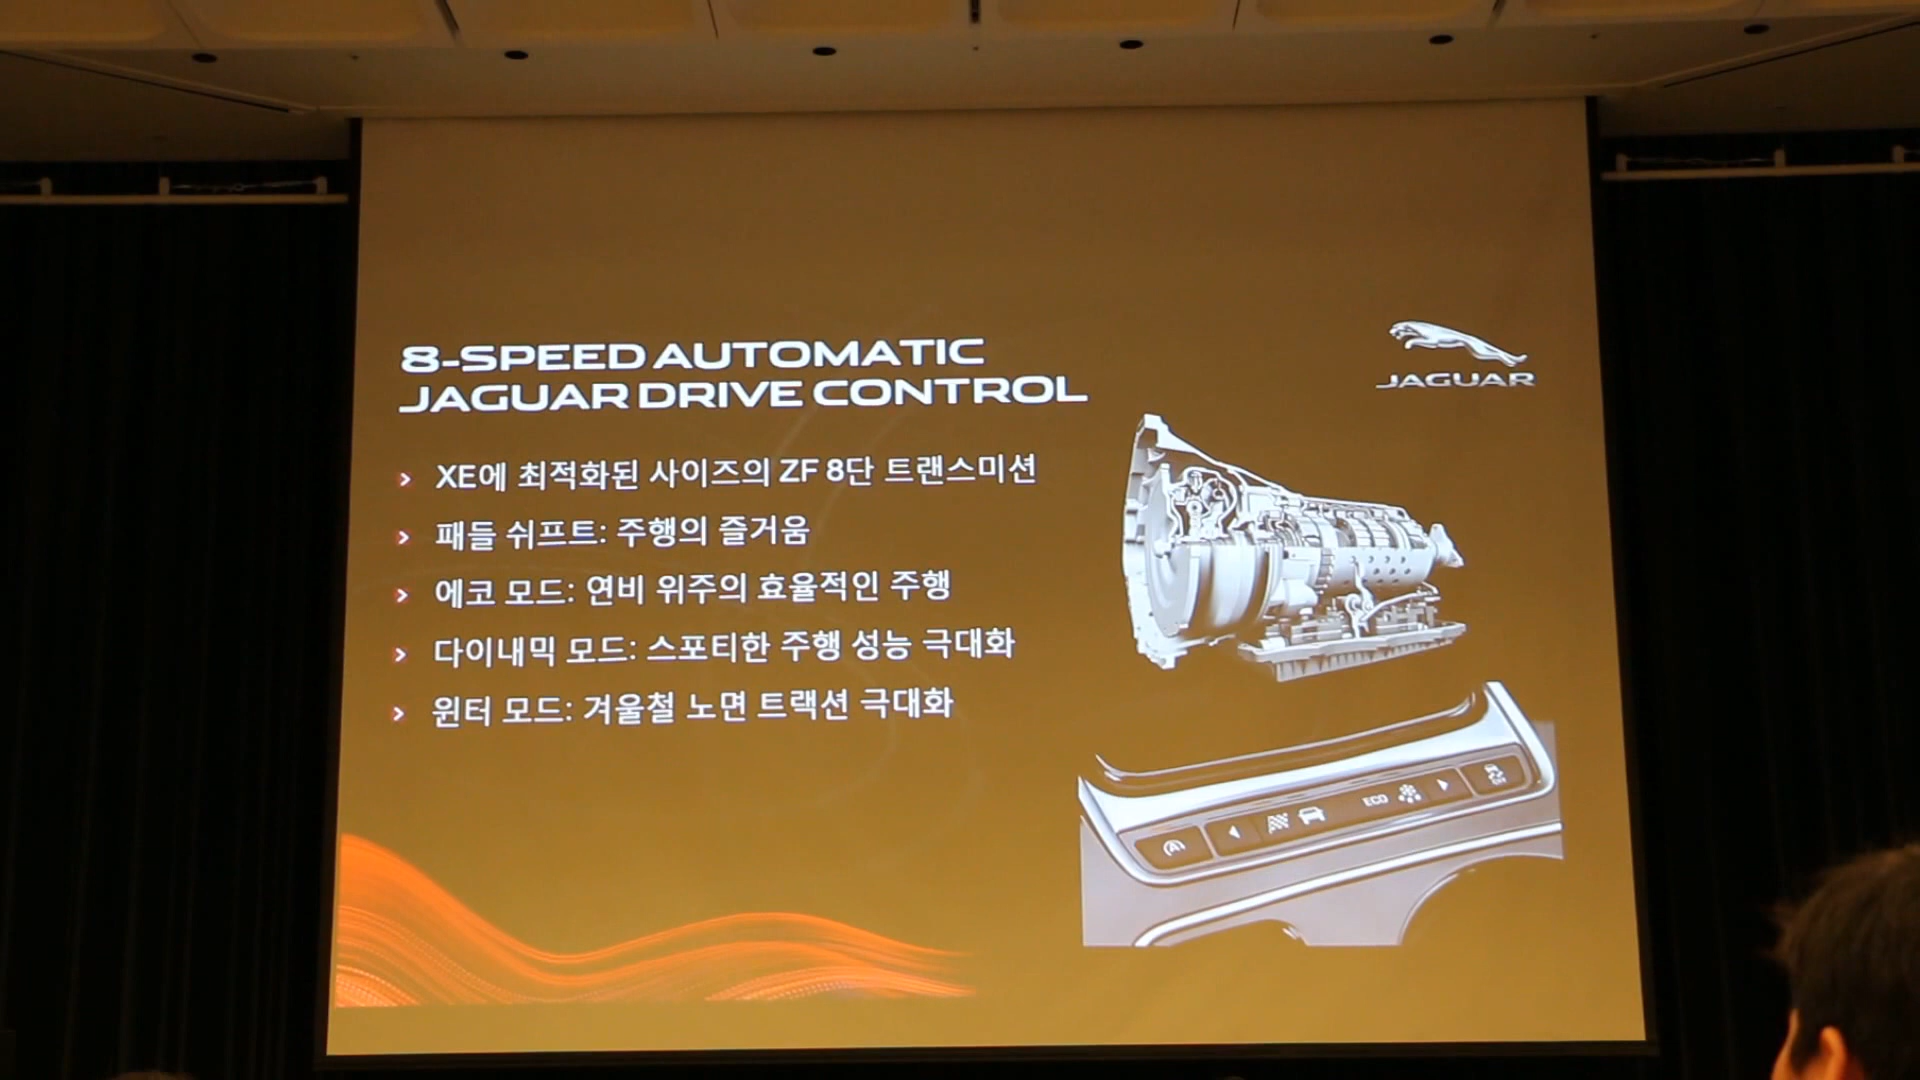 8-SPEED AUTOMATIC
JAGUAR DRIVE CONTROL
JAGUAR
XE에 최적화된 사이즈의 ZF 8단 트랜스미션
패들 쉬프트: 주행의 즐거움
에코 모드: 연비 위주의 효율적인 주행
다이내믹 모드: 스포티한 주행 성능 극대화
윈터 모드: 겨울철 노면 트랙션 극대화
ECO